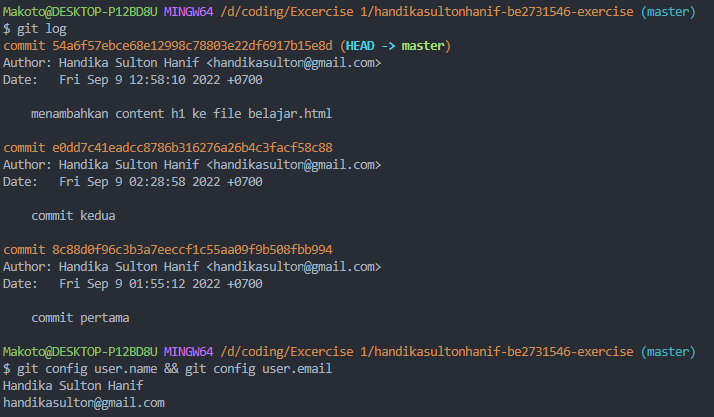 Makoto@DESKTOP-P12BD8U MINGW64 /d/coding/Excercise 1/handikasultonhanif-be2731546-exercise (master)
$ git log
commit 54a6f57ebce68e12998c78803e22df6917b15e8d (HEAD -> master)
Author: Handika Sulton Hanif <handikasulton@gmail.com>
Date:   Fri Sep 9 12:58:10 2022 +0700
    menambahkan content h1 ke file belajar.html
commit e0dd7c41eadcc8786b316276a26b4c3facf58c88
Author: Handika Sulton Hanif <handikasulton@gmail.com>
Date:   Fri Sep 9 02:28:58 2022 +0700
    commit kedua
commit 8c88d0f96c3b3a7eeccf1c55aa09f9b508fbb994
Author: Handika Sulton Hanif <handikasulton@gmail.com>
Date:   Fri Sep 9 01:55:12 2022 +0700
    commit pertama
Makoto@DESKTOP-P12BD8U MINGW64 /d/coding/Excercise 1/handikasultonhanif-be2731546-exercise (master)
$ git config user.name && git config user.email
Handika Sulton Hanif
handikasulton@gmail.com